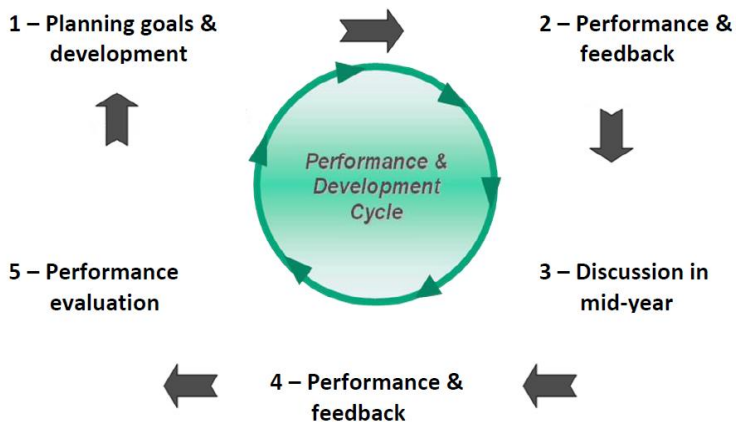 1 – Planning goals &
development
2 – Performance &
feedback
Performance &
Development
Cycle
5 – Performance
evaluation
3 – Discussion in
mid-year
4 – Performance &
feedback